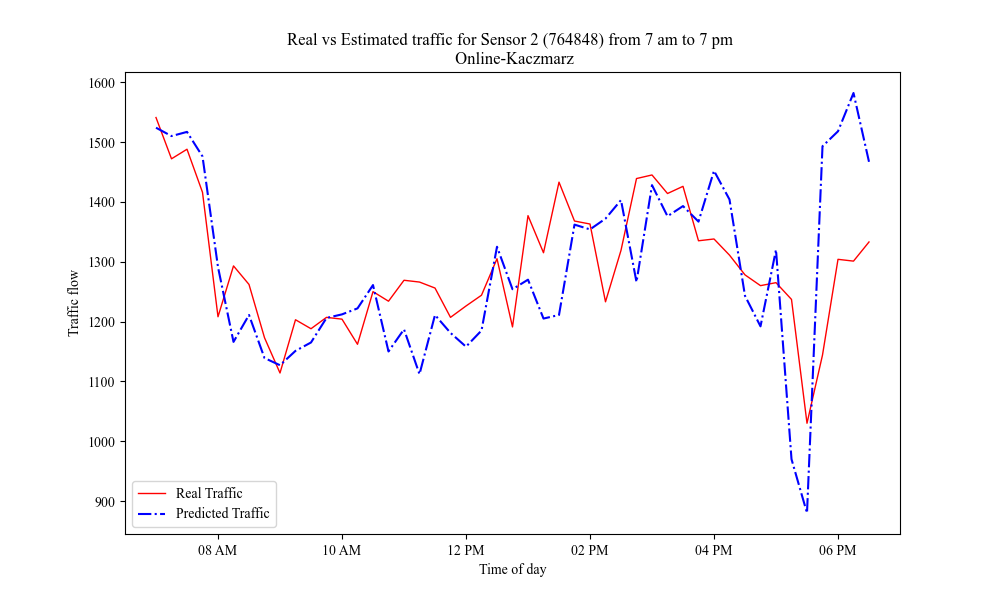 Real vs Estimated traffic for Sensor 2 (764848) from 7 am to 7 pm
Online-Kaczmarz
1600
1500
1400
1300
1200
1100
1000
900
Traffic flow
Real Traffic
Predicted Traffic
08 AM 10 AM 12 PM 02 PM 04 PM 06 PM
Time of day